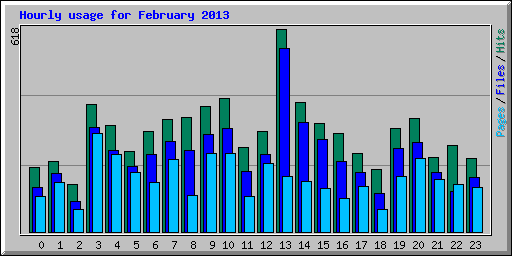 Hourly usage for February 2013
618
Pages / Files / Hits
0 1 2 3 4 5 6 7 8 9 10 11 12 13 14 15 16 17 18 19 20 21 22 23